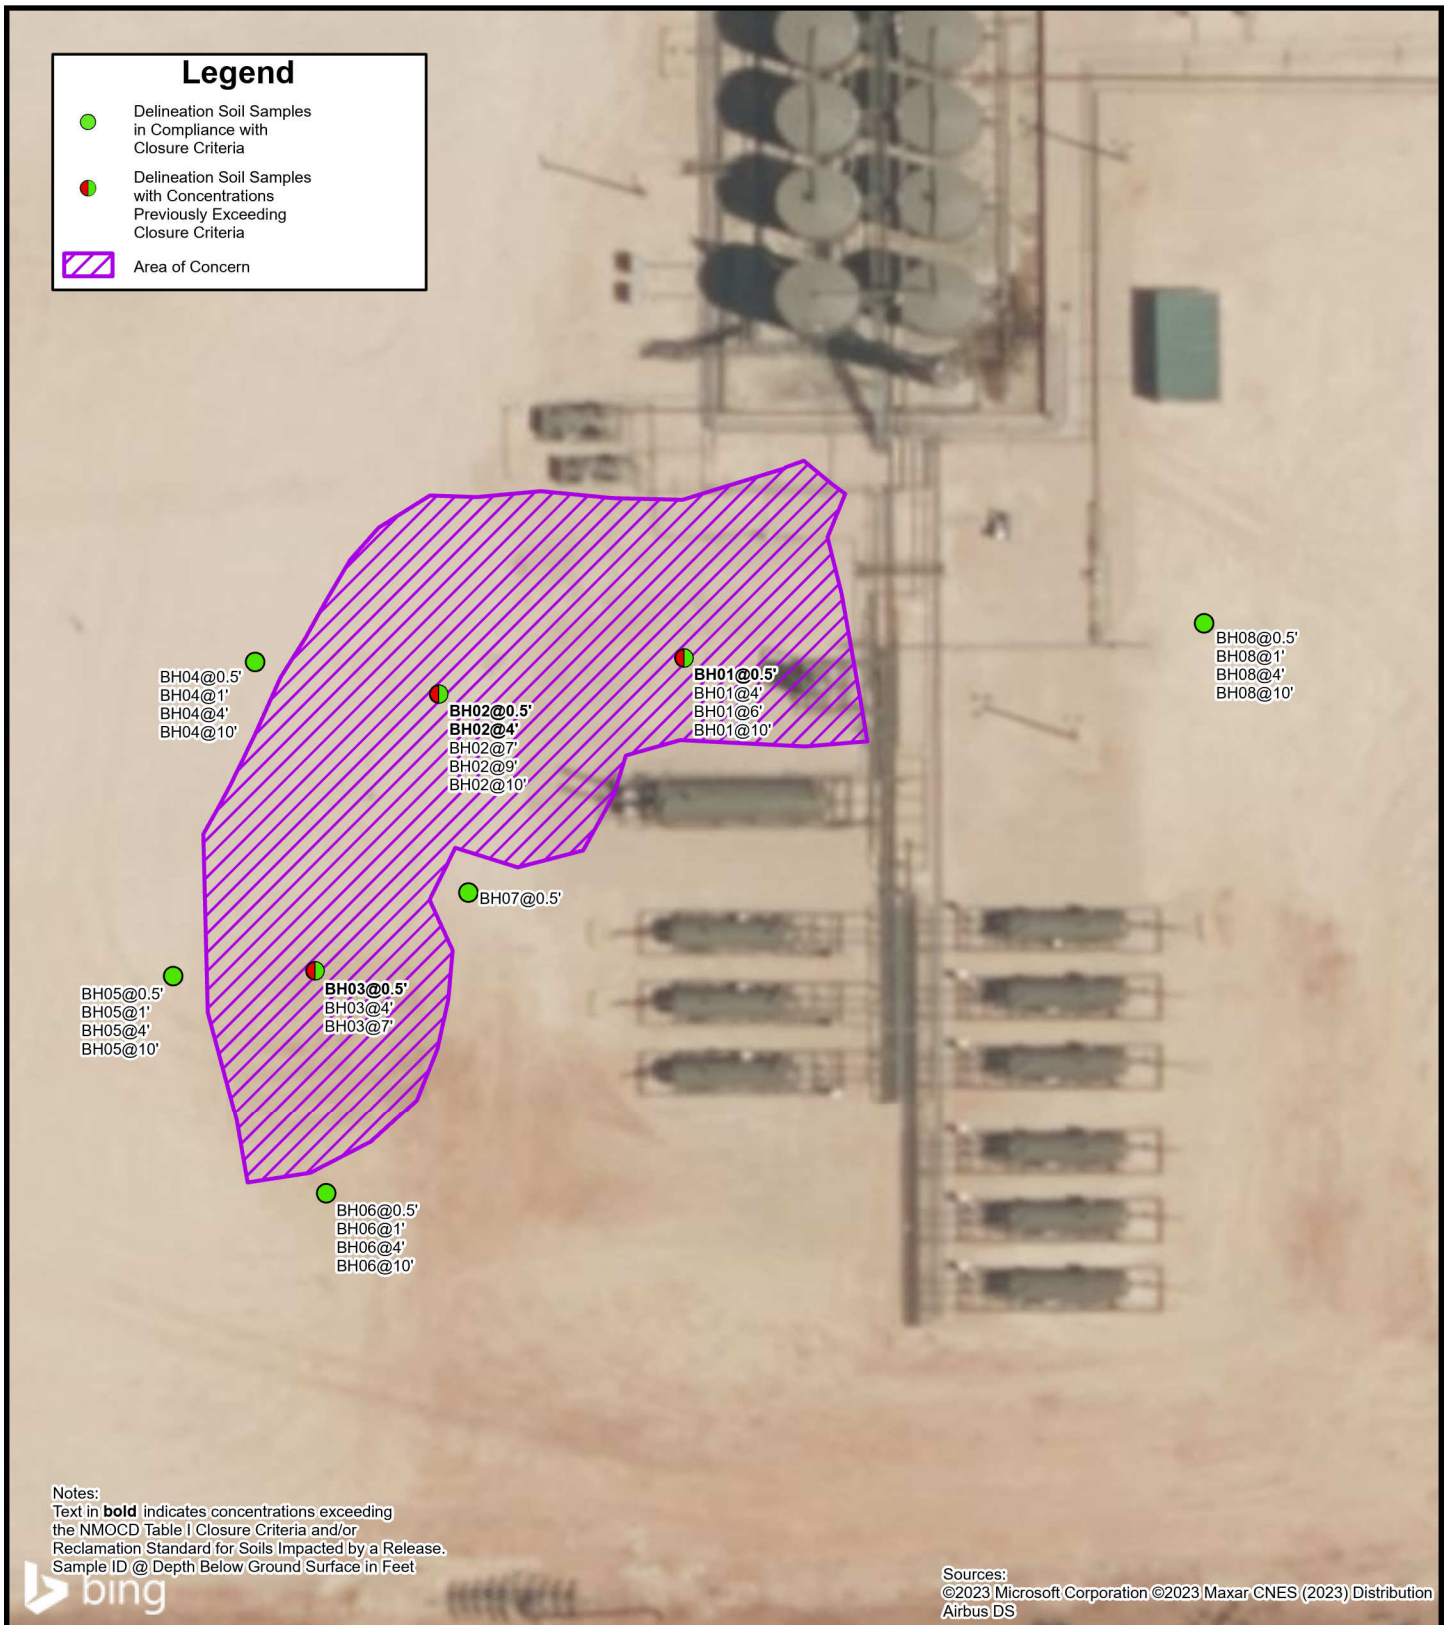 Legend
Delineation Soil Samples
in Compliance with
Closure Criteria
Delineation Soil Samples
with Concentrations
Previously Exceeding
Closure Criteria
Area of Concern
BH04@0.5'
BH04@1'
BH04@4'
BH04@10'
BH02@0.5'
BH02@4'
BH02@7'
BH02@9'
BH02@10'
BH01@0.5'
BH01@4'
BH01@6'
BH01@10'
BH08@0.5'
BH08@1'
BH08@4'
BH08@10'
BH07@0.5'
BH05@0.5'
BH05@1'
BH05@4'
BH05@10'
BH03@0.5'
BH03@4'
BH03@7'
BH06@0.5'
BH06@1'
BH06@4'
BH06@10'
Notes:
Text in bold indicates concentrations exceeding
the NMOCD Table I Closure Criteria and/or
Reclamation Standard for Soils Impacted by a Release.
Sample ID @ Depth Below Ground Surface in Feet
bing
Sources:
©2023 Microsoft Corporation ©2023 Maxar CNES (2023) Distribution
Airbus DS